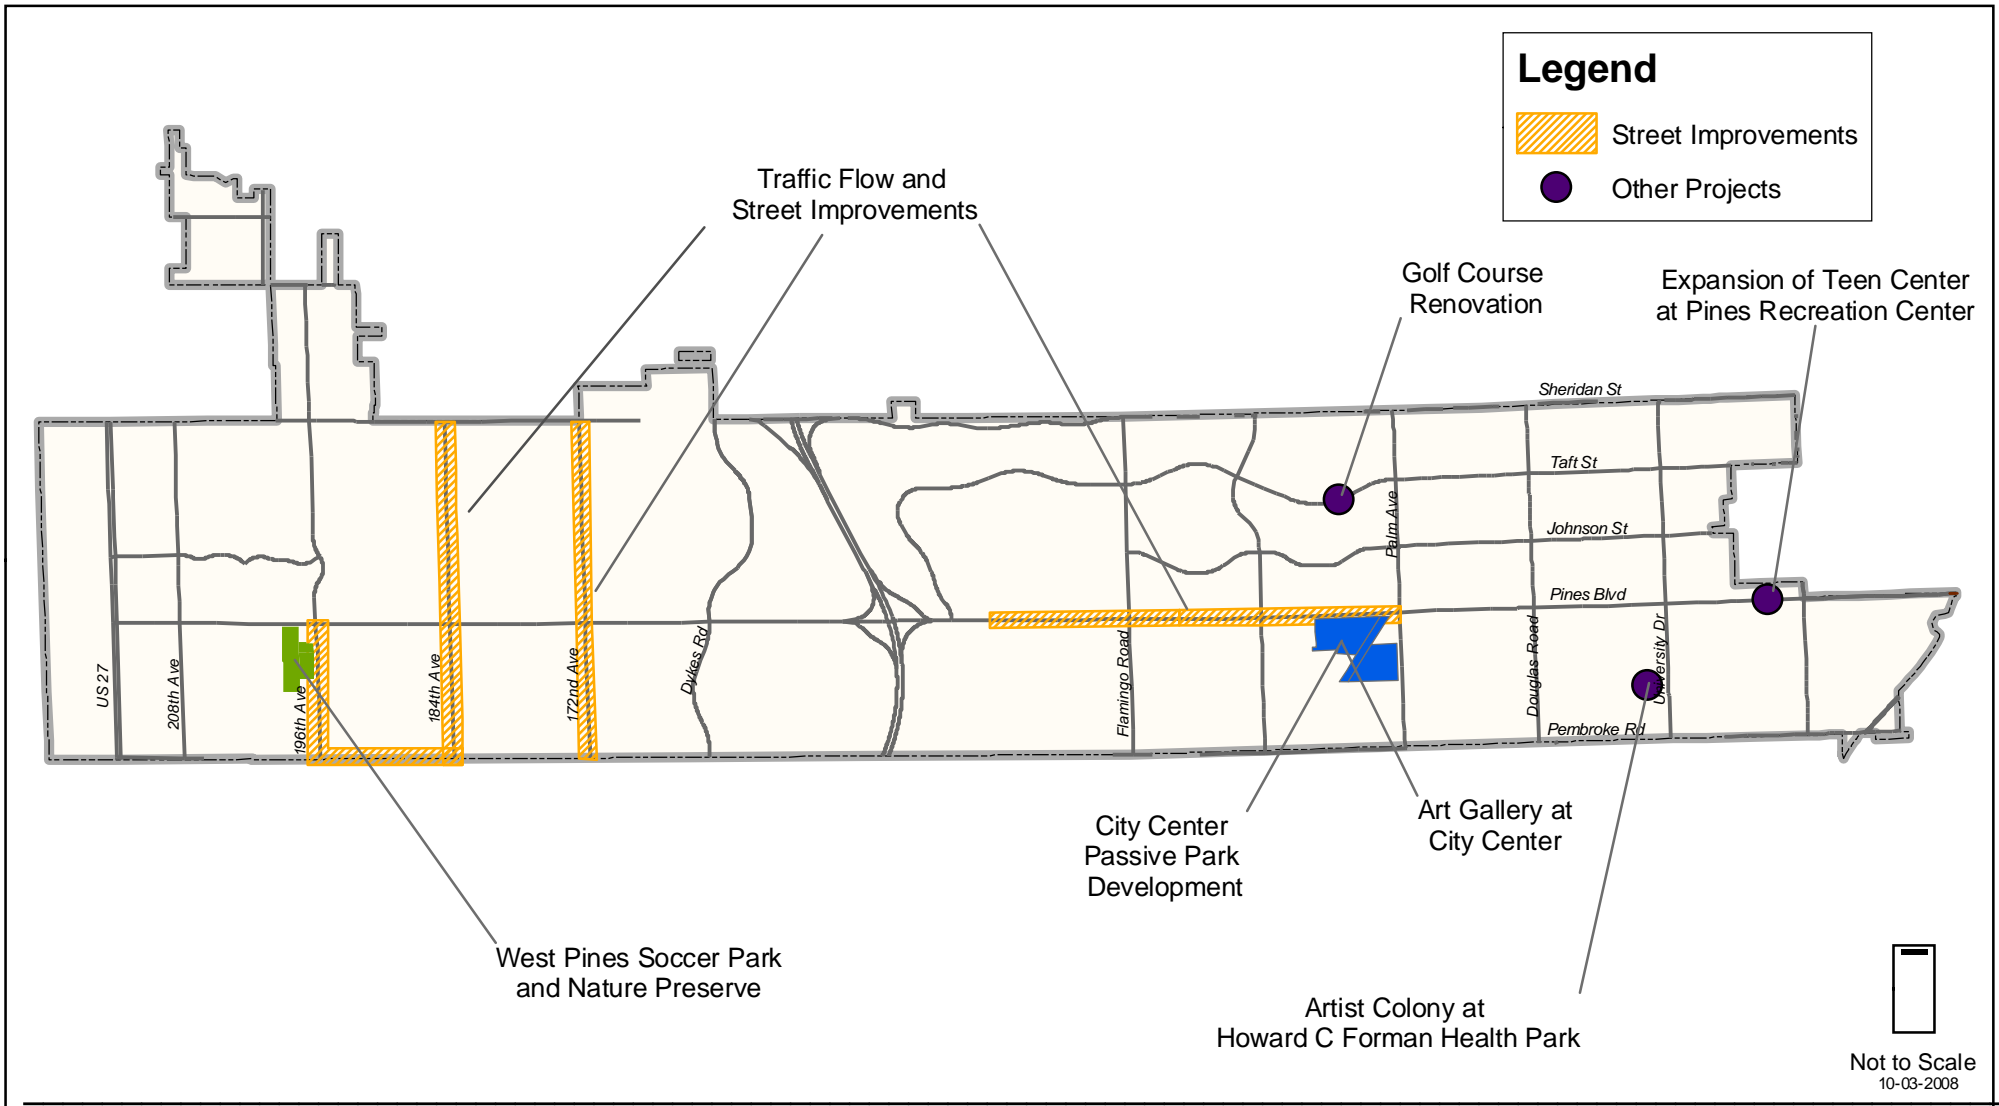 Legend
Street Improvements
Other Projects
Traffic Flow and
Street Improvements
Golf Course
Renovation
Expansion of Teen Center
at Pines Recreation Center
Sheridan St
Taft St
Johnson St
Pines Blvd
Pembroke Rd
US 27
208th Ave
196th Ave
184th Ave
172nd Ave
Dykes Rd
Flamingo Road
Palm Ave
Douglas Road
University Dr
City Center
Passive Park
Development
Art Gallery at
City Center
West Pines Soccer Park
and Nature Preserve
Artist Colony at
Howard C Forman Health Park
Not to Scale
10-03-2008